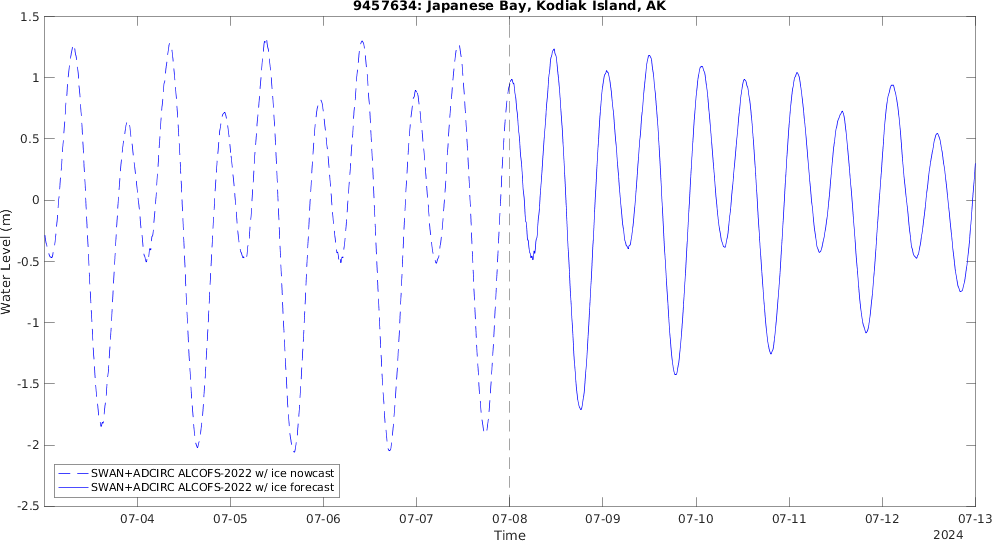 9457634: Japanese Bay, Kodiak Island, AK
1.5
1
0.5
0
-0.5
-1
-1.5
-2
-2.5
Water Level (m)
SWAN+ADCIRC ALCOFS-2022 w/ ice nowcast
SWAN+ADCIRC ALCOFS-2022 w/ ice forecast
07-04 07-05 07-06 07-07 07-08 07-09 07-10 07-11 07-12 07-13
Time
2024